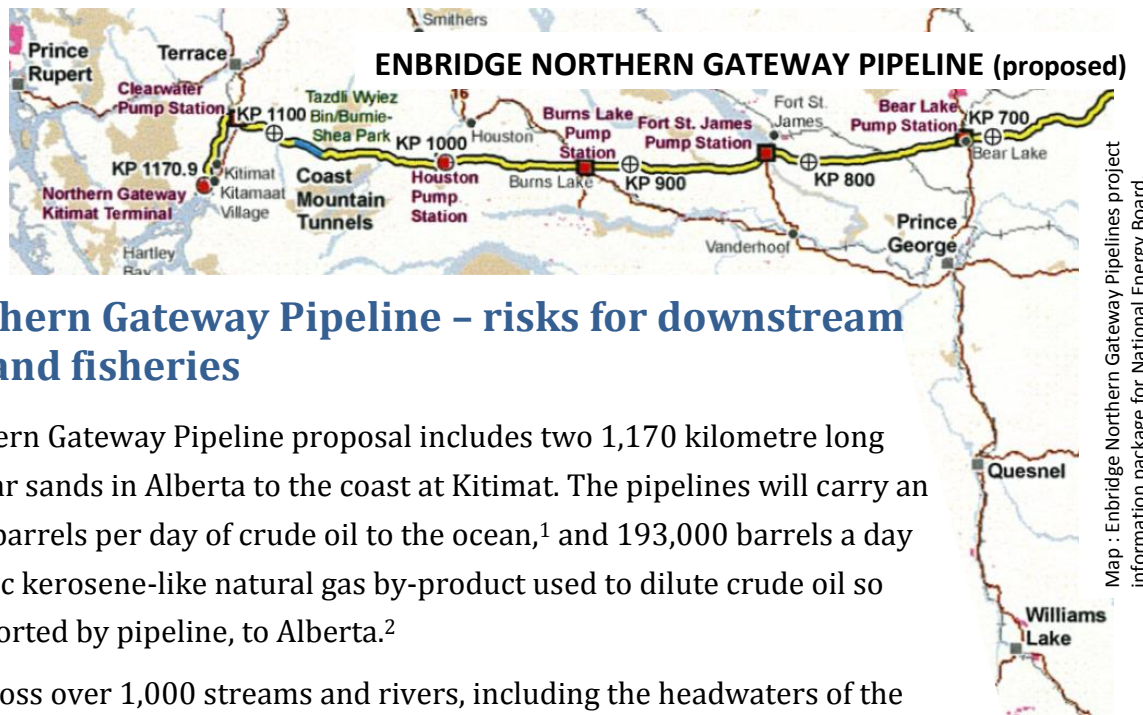 Smithers
Prince
Rupert
Terrace
ENBRIDGE NORTHERN GATEWAY PIPELINE (proposed)
Clearwater
Pump Station
KP 1100
Tazdli Wyiez
Bin/Burnie-
Shea Park
16
Houston
KP 1000
Burns Lake
Pump
Station
Fort St. James
Pump Station
Fort St.
James
Bear Lake
Pump Station
KP 700
Bear Lake
KP 1170.9
Kitimat
Kitamaat
Village
Northern Gateway
Kitimat Terminal
Coast
Mountain
Tunnels
Houston
Pump
Station
Burns Lake
KP 900
KP 800
Hartley
Bay
Vanderhoof
Prince
George
hern Gateway Pipeline – risks for downstream
and fisheries
ern Gateway Pipeline proposal includes two 1,170 kilometre long
ar sands in Alberta to the coast at Kitimat. The pipelines will carry an
barrels per day of crude oil to the ocean,¹ and 193,000 barrels a day
c kerosene-like natural gas by-product used to dilute crude oil so
orted by pipeline, to Alberta.²
oss over 1,000 streams and rivers, including the headwaters of the
Quesnel
Williams
Lake
Map : Enbridge Northern Gateway Pipelines project
information package for National Energy Board